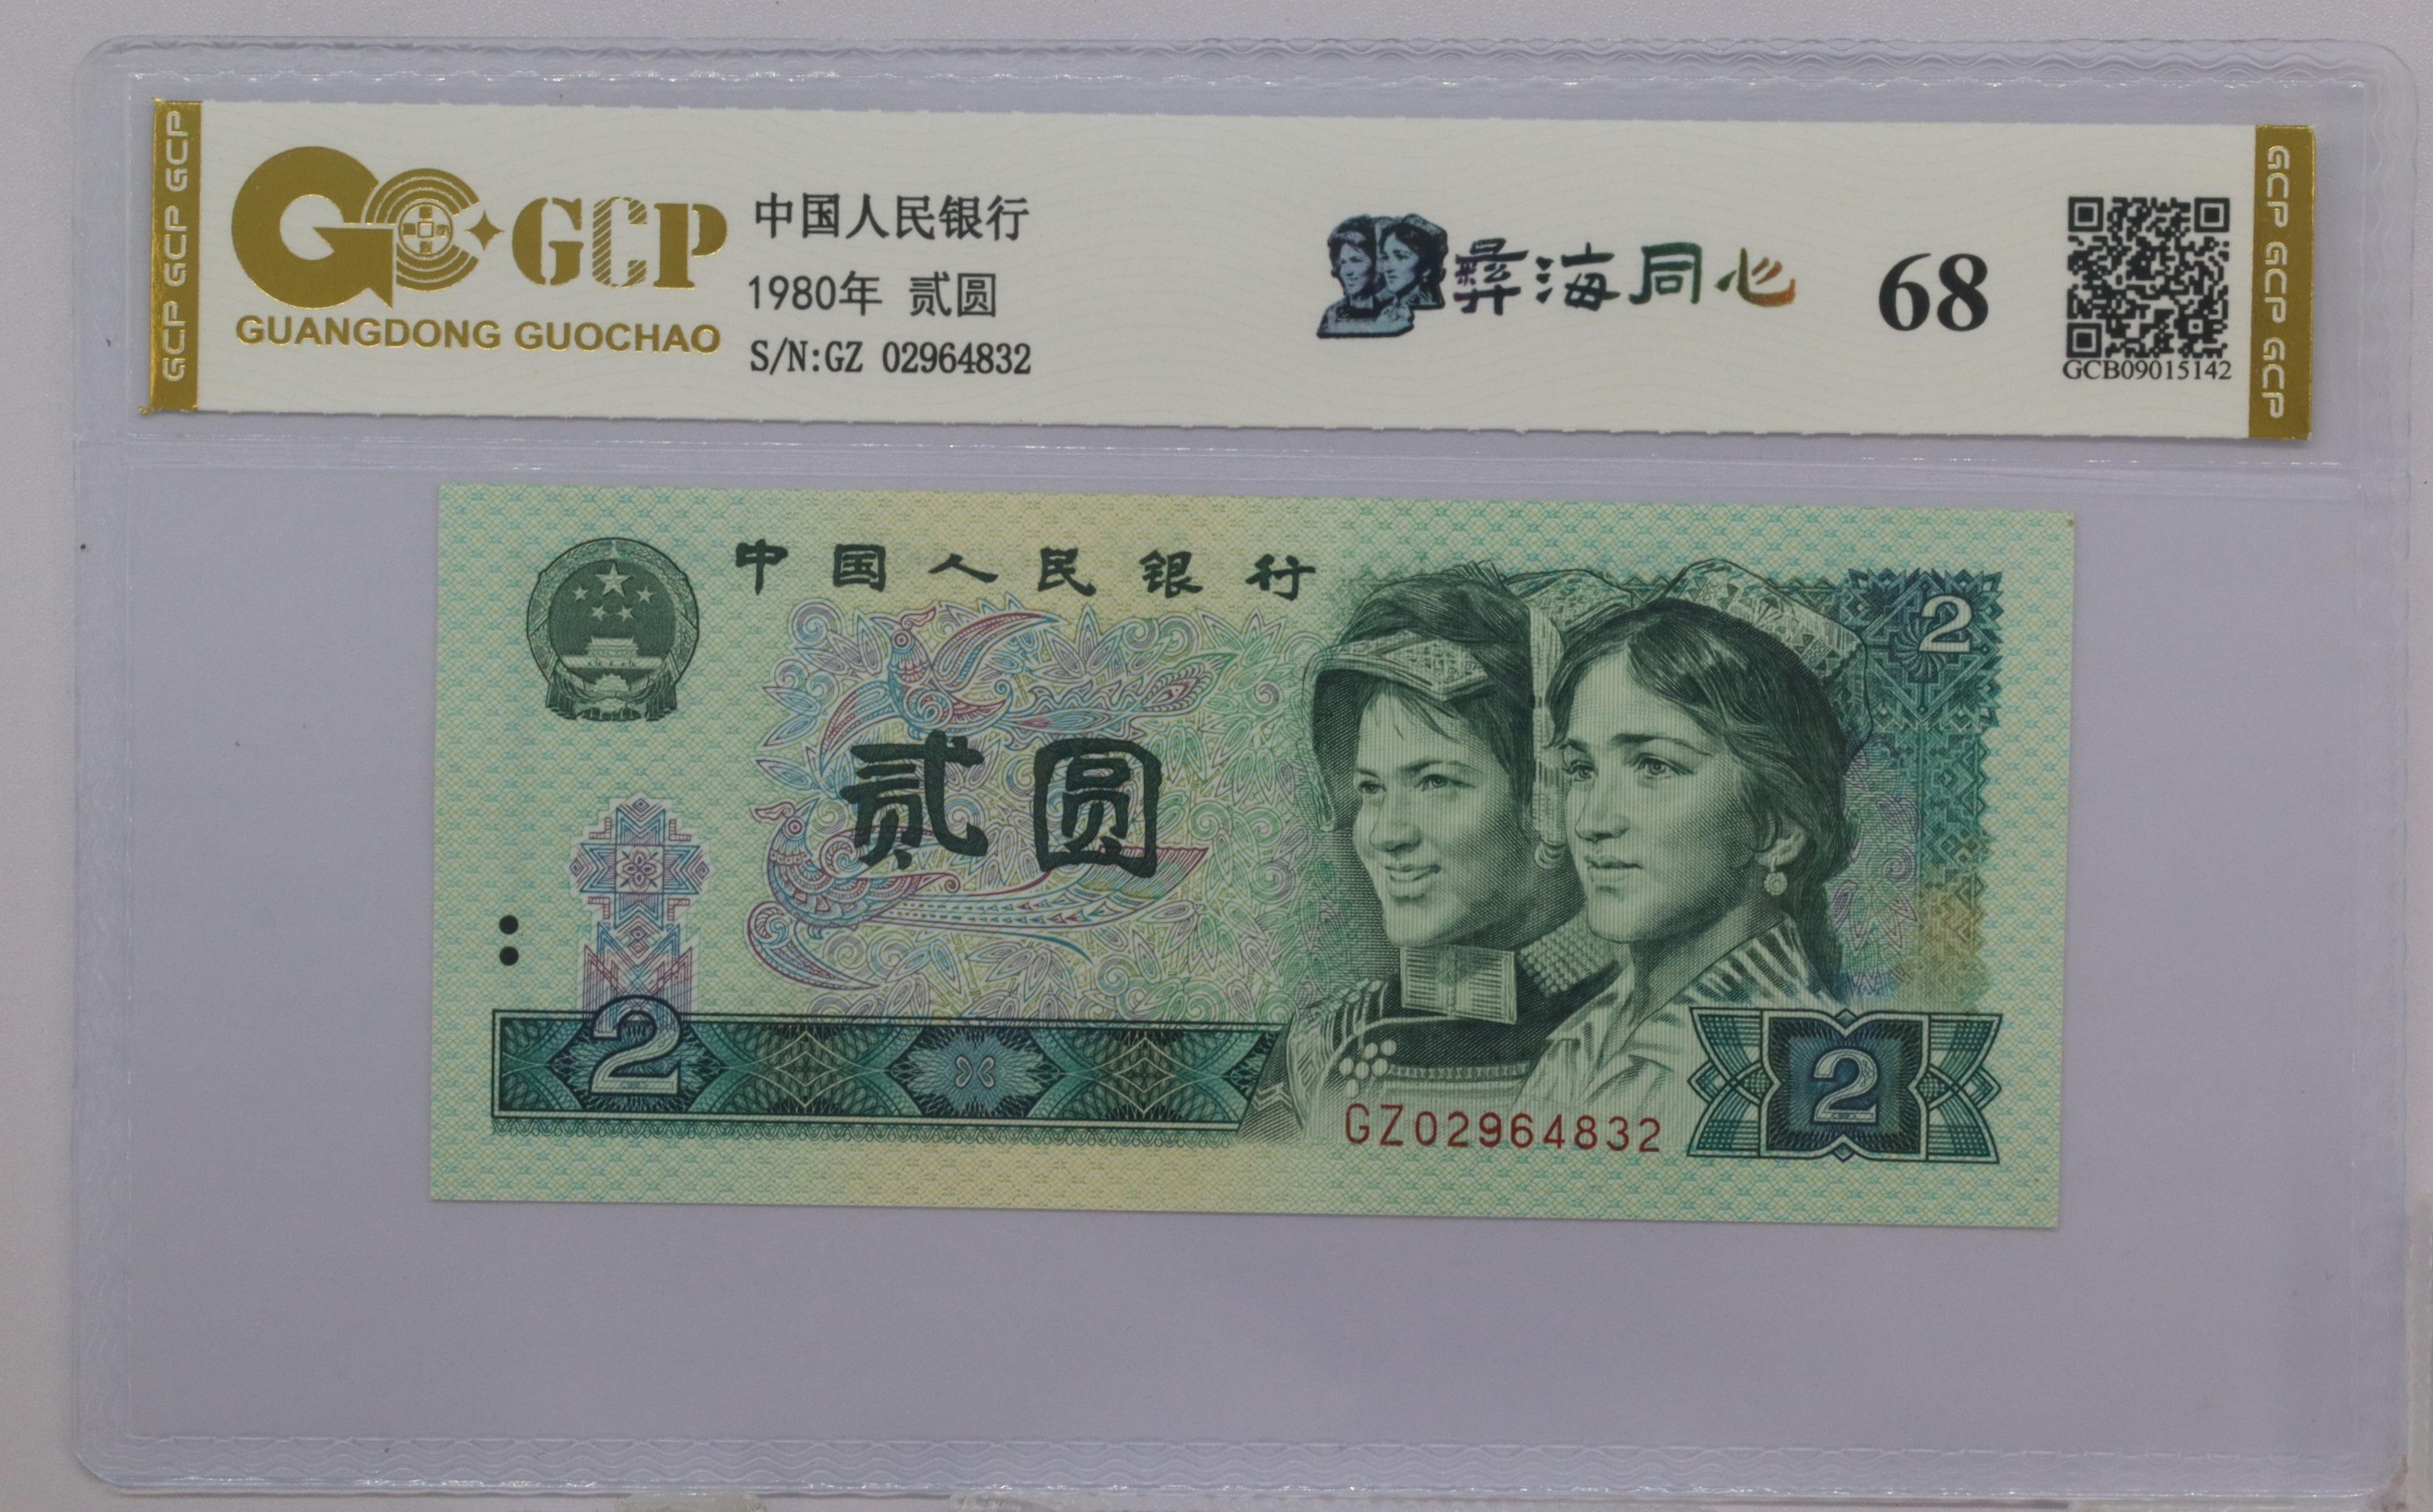 GCP GCP GCP
GCP
GUANGDONG GUOCHAO
中国人民银行
1980年 贰圆
S/N:GZ 02964832
彝海同心
68
GCB09015142
GCP GCP GCP
中国人民银行
2
贰圆
2
GZ02964832
2